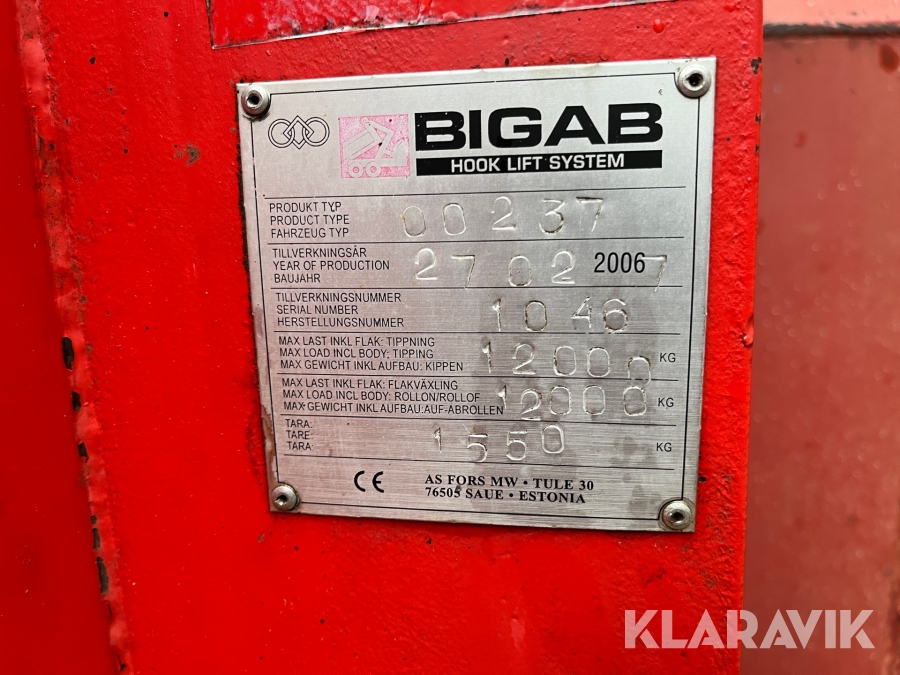 BIGAB
HOOK LIFT SYSTEM
PRODUKT TYP
PRODUCT TYPE
FAHRZEUG TYP
00237
TILLVERKNINGSÅR
YEAR OF PRODUCTION
BAUJAHR
2702 2006 7
TILLVERKNINGSNUMMER
SERIAL NUMBER
HERSTELLUNGSNUMMER
1046
MAX LAST INKL FLAK: TIPPNING
MAX LOAD INCL BODY; TIPPING
MAX GEWICHT INKL AUFBAU: KIPPEN
12000 KG
MAX LAST INKL FLAK: FLAKVÄXLING
MAX LOAD INCL BODY: ROLLON/ROLLOF
MAX GEWICHT INKL AUFBAU:AUF-ABROLLEN
12000 KG
TARA:
TARE:
TARA:
1550 KG
CE
AS FORS MW • TULE 30
76505 SAUE • ESTONIA
KLARAVIK